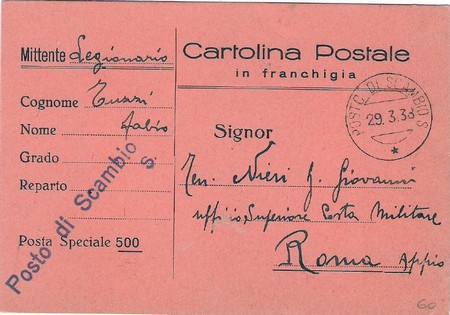 Mittente Legionario
Cognome Tuzzi
Nome Fabio
Grado
Reparto
Posta Speciale 500
Posto di Scambio S.
Cartolina Postale
in franchigia
POSTO DI SCAMBIO S
29.3.38
*
Signor
Ten. Nieri G. Giovanni
Ufficio Superiore Posta Militare
Roma Appio
60